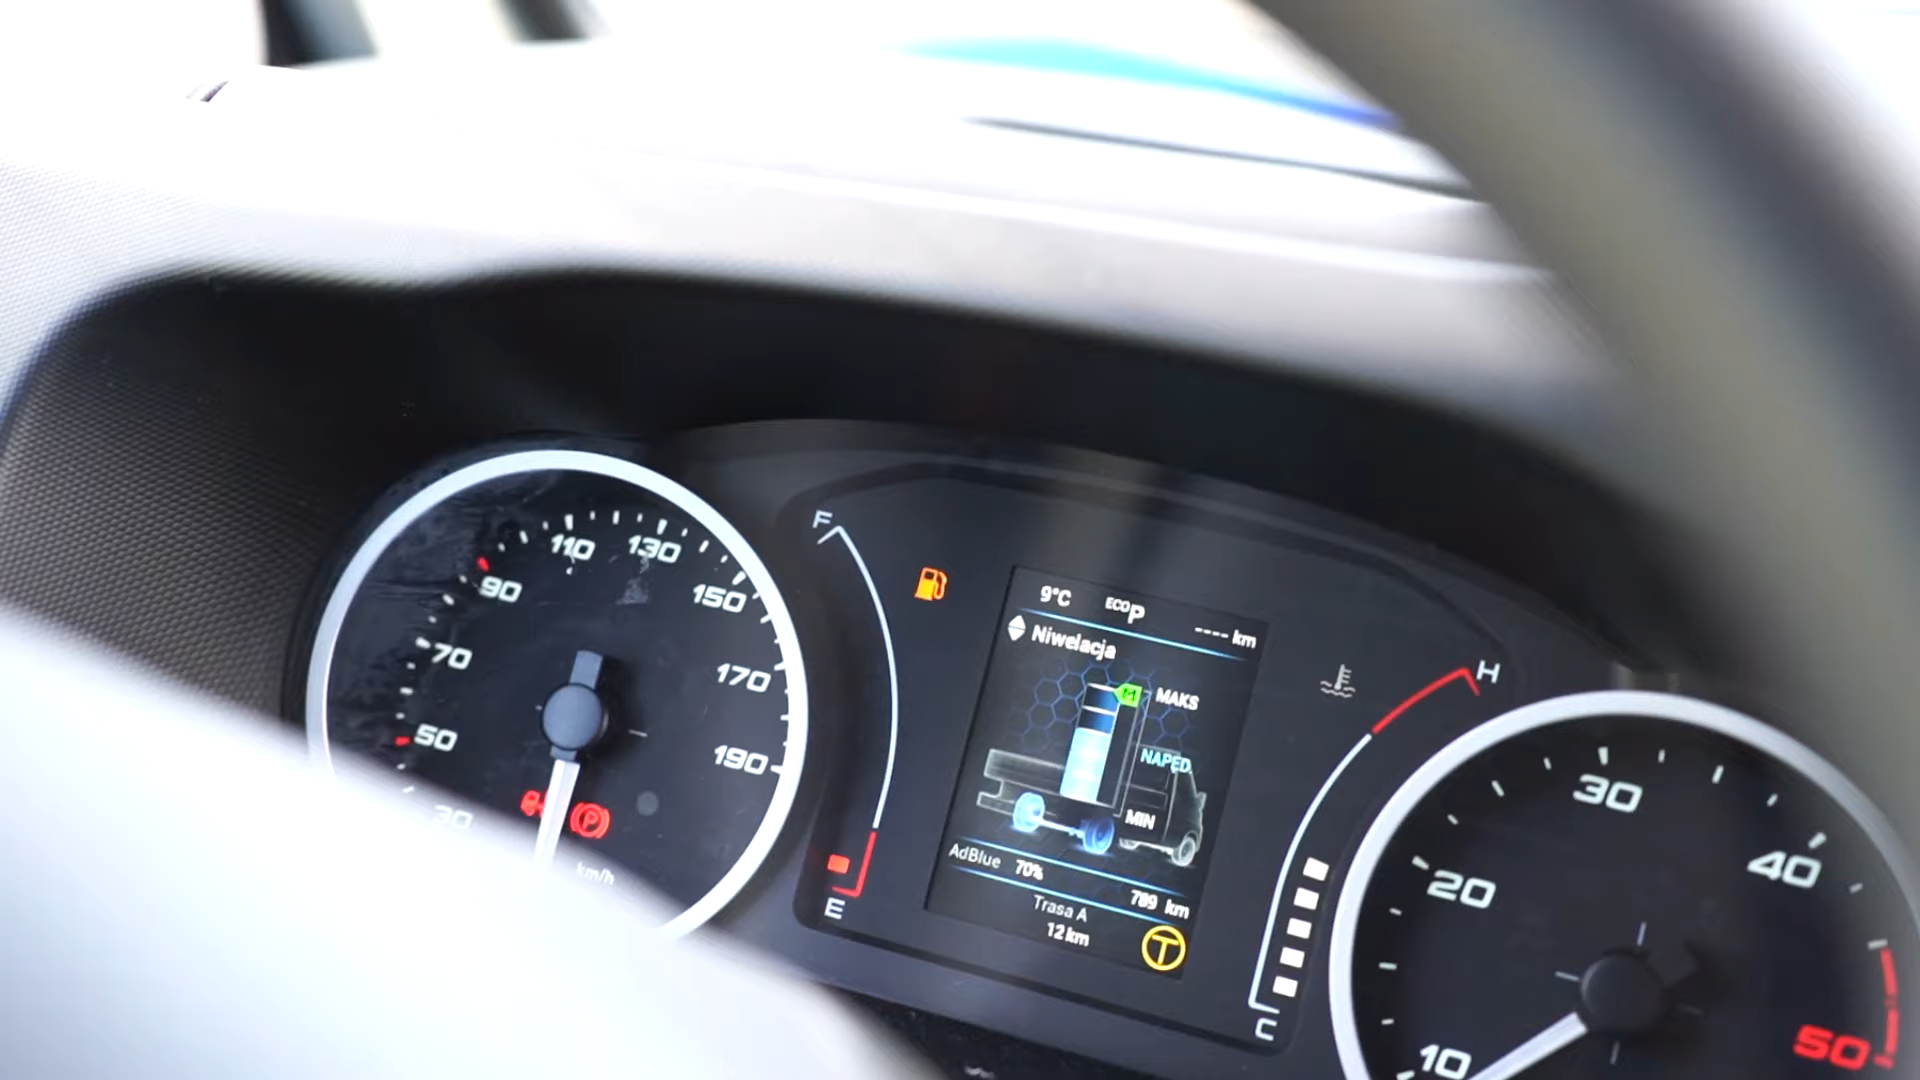 110
130
90
150
70
170
50
190
30
P
km/h
F
E
9°C ECO P ---- km
Niwelacja
M MAKS
NAPĘD
MIN
AdBlue 70% 789 km
Trasa A
12 km
T
H
C
30
20
40
10
50